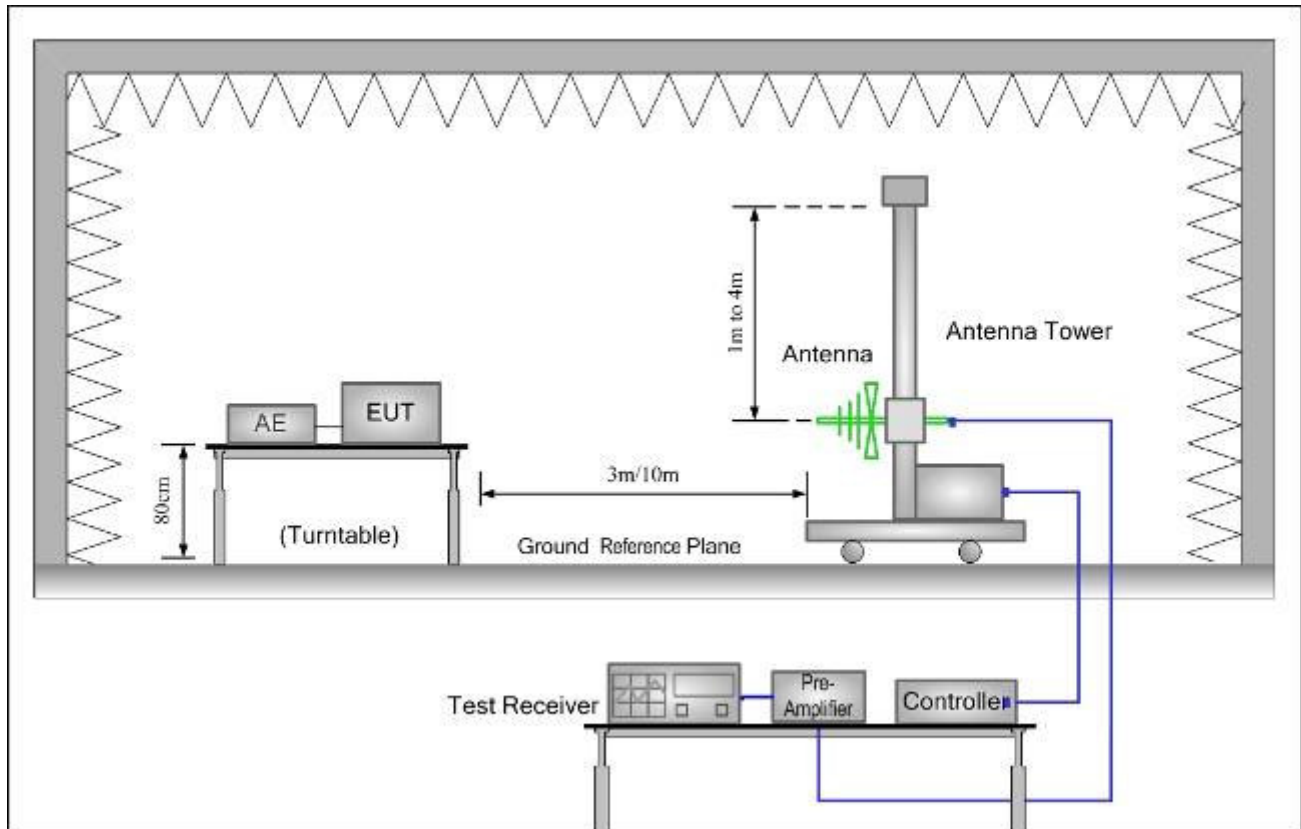 1m to 4m
Antenna Tower
Antenna
AE
EUT
80cm
3m/10m
(Turntable)
Ground Reference Plane
Test Receiver
Pre-
Amplifier
Controller